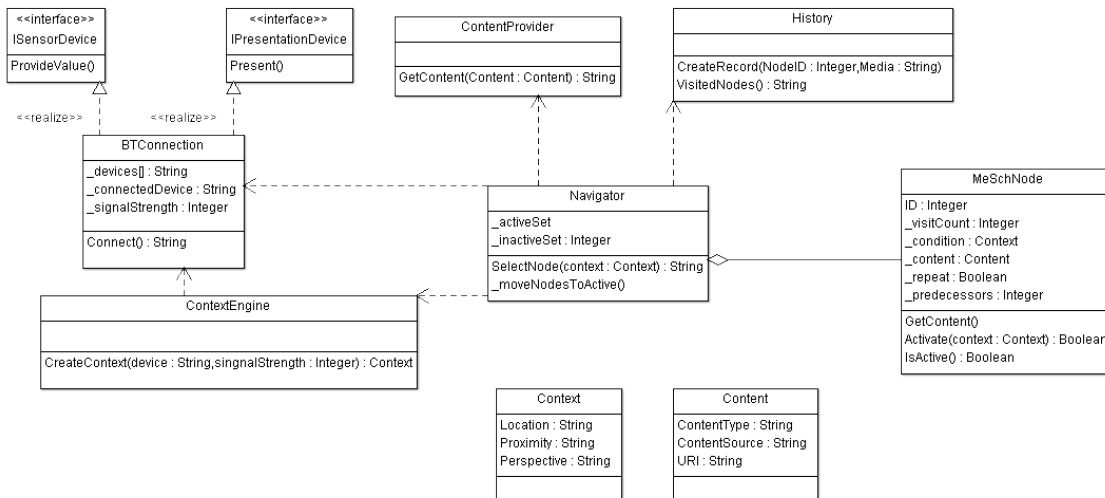 <<interface>>
ISensorDevice
ProvideValue()
<<interface>>
IPresentationDevice
Present()
ContentProvider
GetContent(Content : Content) : String
History
CreateRecord(NodeID : Integer,Media : String)
VisitedNodes() : String
<<realize>>
<<realize>>
BTConnection
_devices[] : String
_connectedDevice : String
_signalStrength : Integer
Connect() : String
Navigator
_activeSet
_inactiveSet : Integer
SelectNode(context : Context) : String
_moveNodesToActive()
MeSchNode
ID : Integer
_visitCount : Integer
_condition : Context
_content : Content
_repeat : Boolean
_predecessors : Integer
GetContent()
Activate(context : Context) : Boolean
IsActive() : Boolean
ContextEngine
CreateContext(device : String,singnalStrength : Integer) : Context
Context
Location : String
Proximity : String
Perspective : String
Content
ContentType : String
ContentSource : String
URI : String